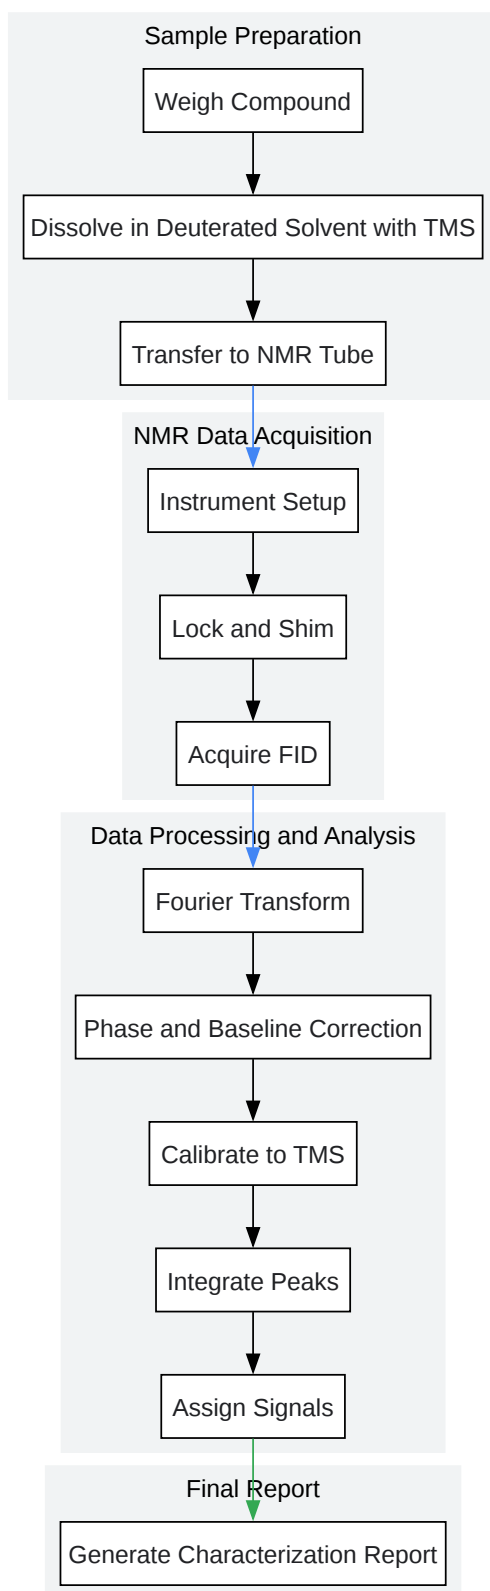 Sample Preparation
Weigh Compound
Dissolve in Deuterated Solvent with TMS
Transfer to NMR Tube
NMR Data Acquisition
Instrument Setup
Lock and Shim
Acquire FID
Data Processing and Analysis
Fourier Transform
Phase and Baseline Correction
Calibrate to TMS
Integrate Peaks
Assign Signals
Final Report
Generate Characterization Report